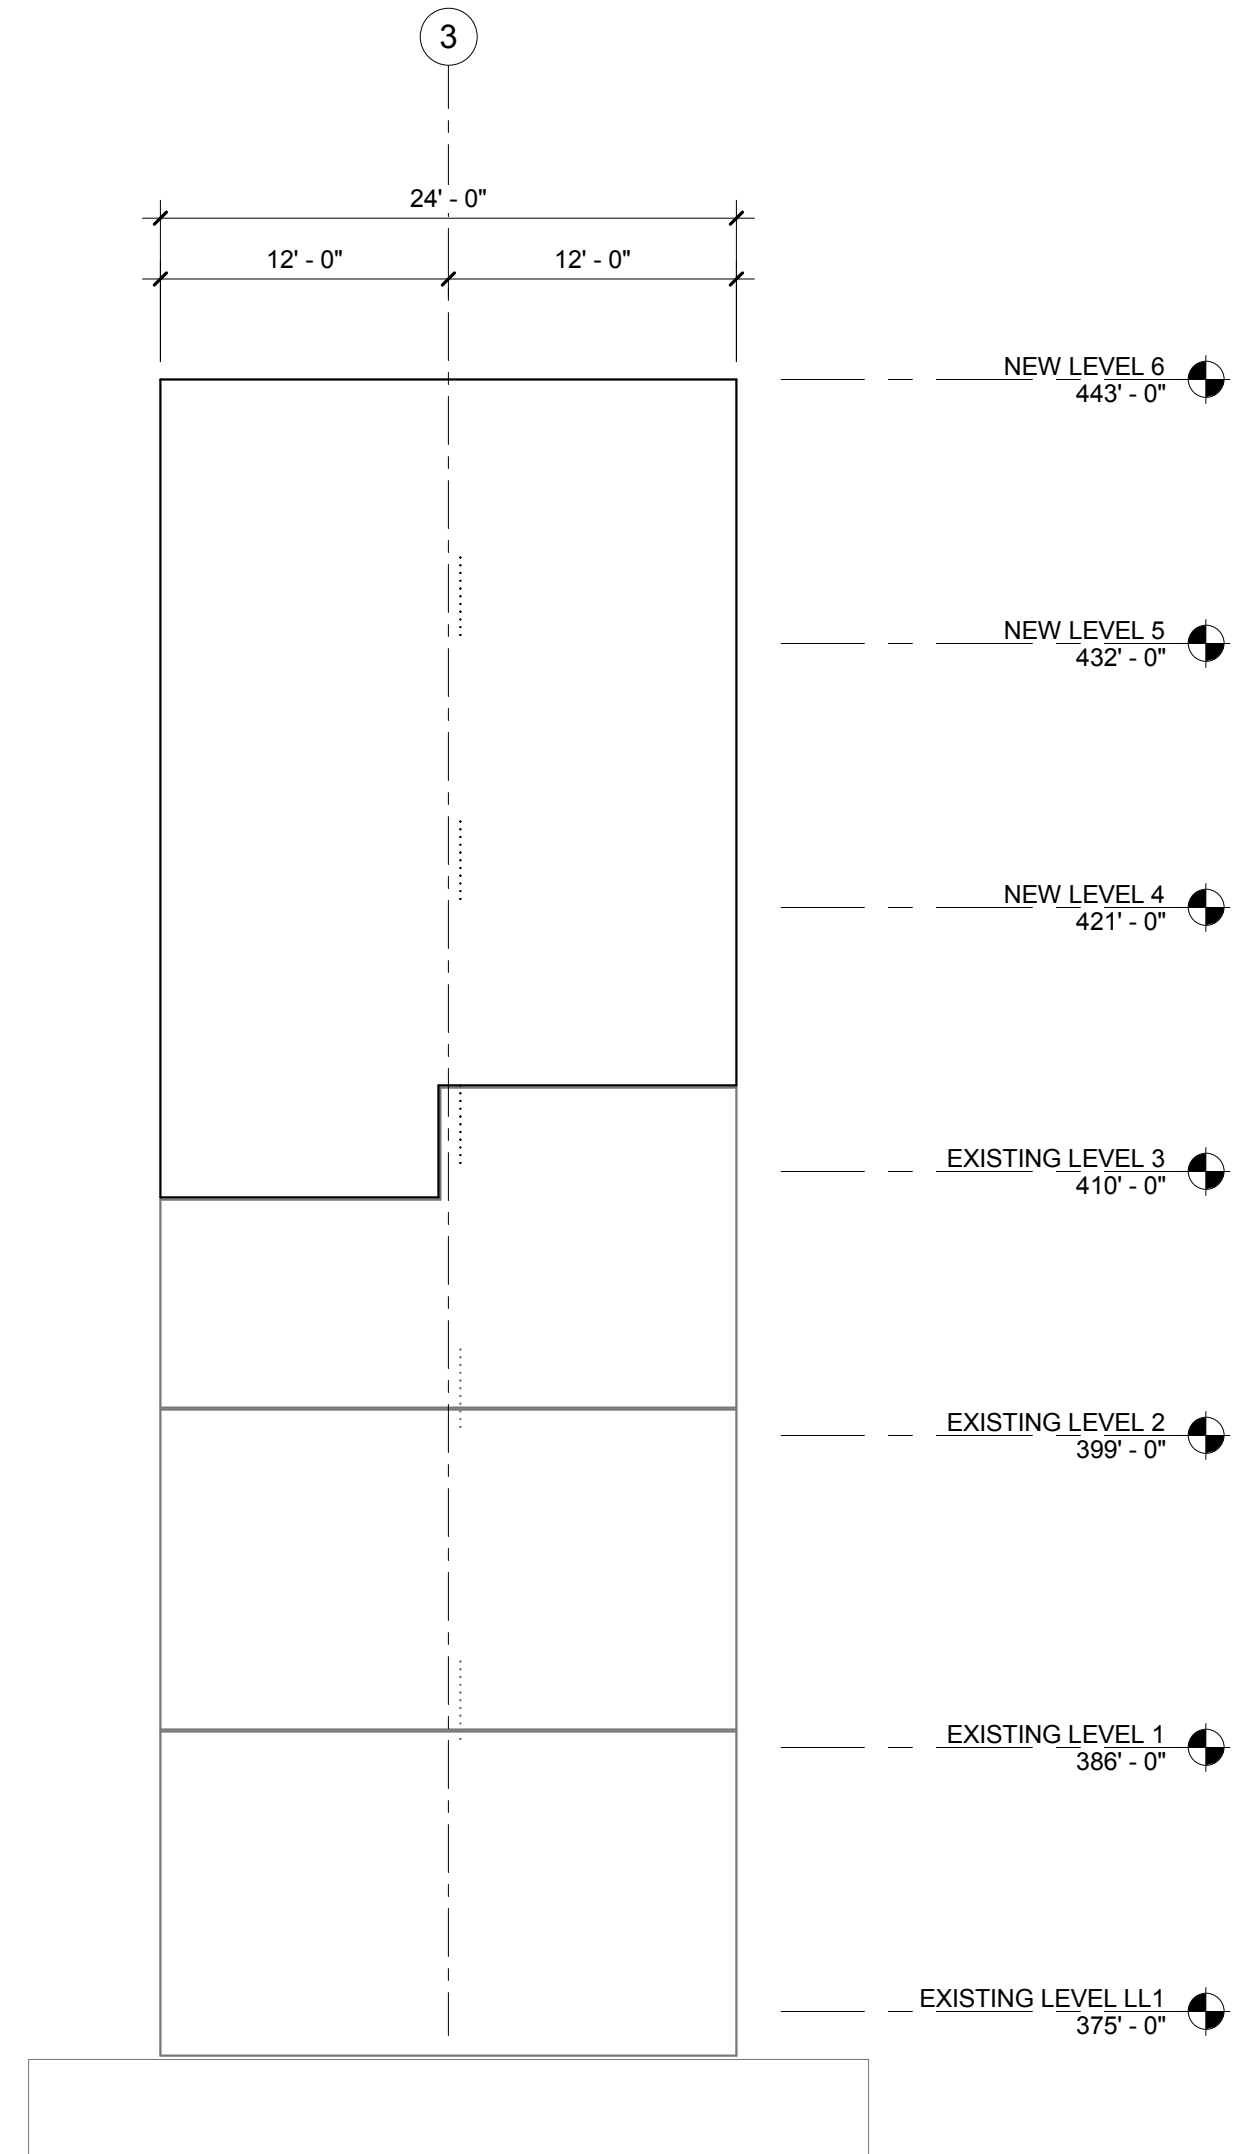 3
24' - 0"
12' - 0"
12' - 0"
NEW LEVEL 6
443' - 0"
NEW LEVEL 5
432' - 0"
NEW LEVEL 4
421' - 0"
EXISTING LEVEL 3
410' - 0"
EXISTING LEVEL 2
399' - 0"
EXISTING LEVEL 1
386' - 0"
EXISTING LEVEL LL1
375' - 0"